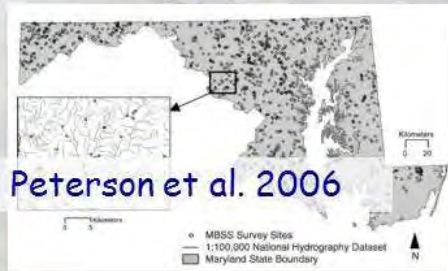 Kilometers
0 20
Peterson et al. 2006
Kilometers
MBSS Survey Sites
1:100,000 National Hydrography Dataset
Maryland State Boundary
N